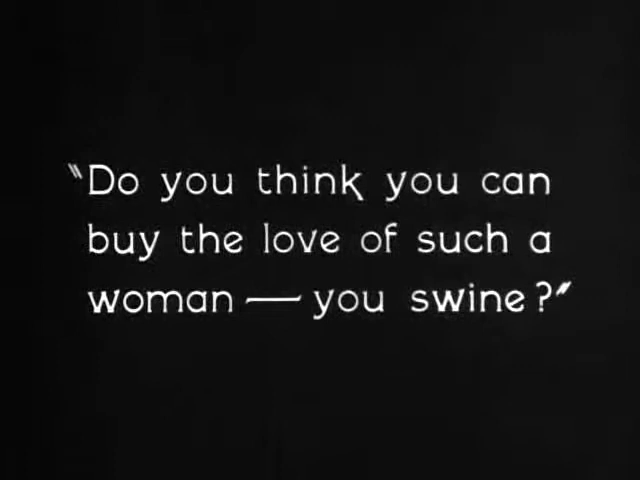 "Do you think you can
buy the love of such a
woman — you swine?"